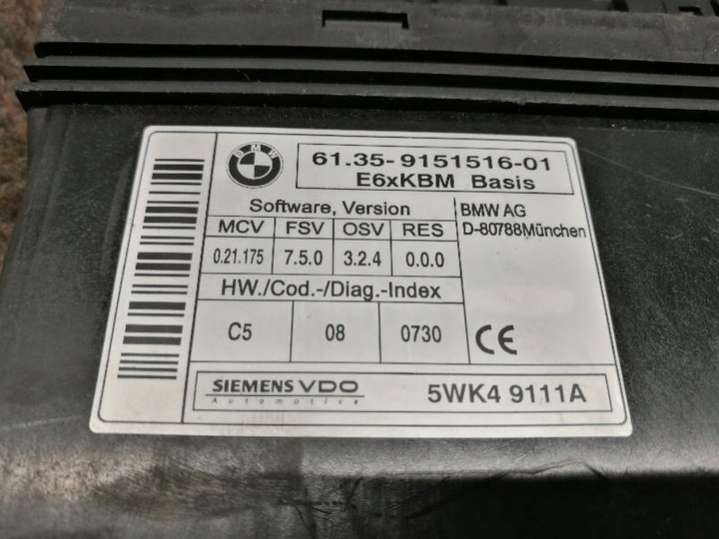 BMW
61.35-9151516-01
E6xKBM Basis
Software, Version
MCV FSV OSV RES
0.21.175 7.5.0 3.2.4 0.0.0
HW./Cod.-/Diag.-Index
C5 08 0730
BMW AG
D-80788München
CE
SIEMENS VDO
Automotive
5WK4 9111A